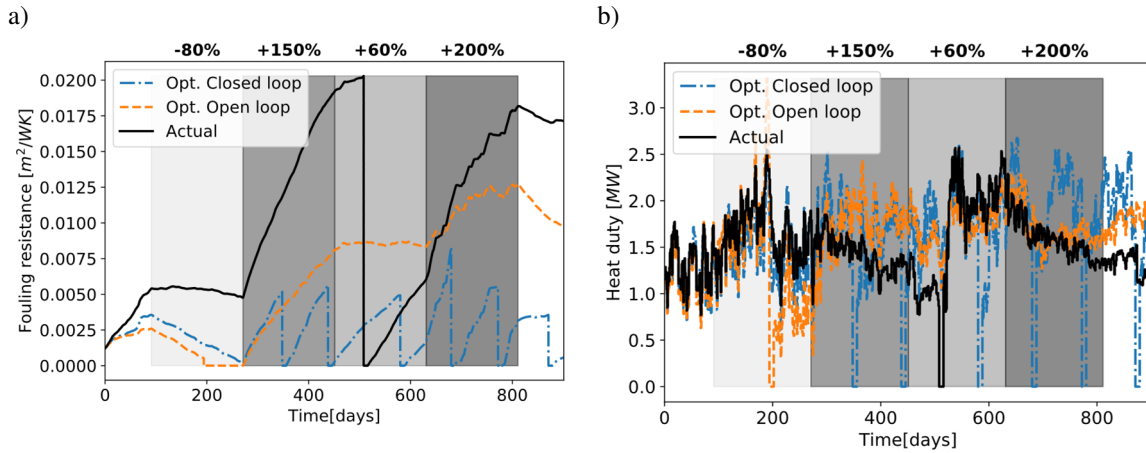 a)
-80% +150% +60% +200%
0.0200
0.0175
0.0150
0.0125
0.0100
0.0075
0.0050
0.0025
0.0000
Fouling resistance [m²/WK]
Opt. Closed loop
Opt. Open loop
Actual
0 200 400 600 800
Time[days]
b)
-80% +150% +60% +200%
3.0
2.5
2.0
1.5
1.0
0.5
0.0
Heat duty [MW]
Opt. Closed loop
Opt. Open loop
Actual
0 200 400 600 800
Time[days]